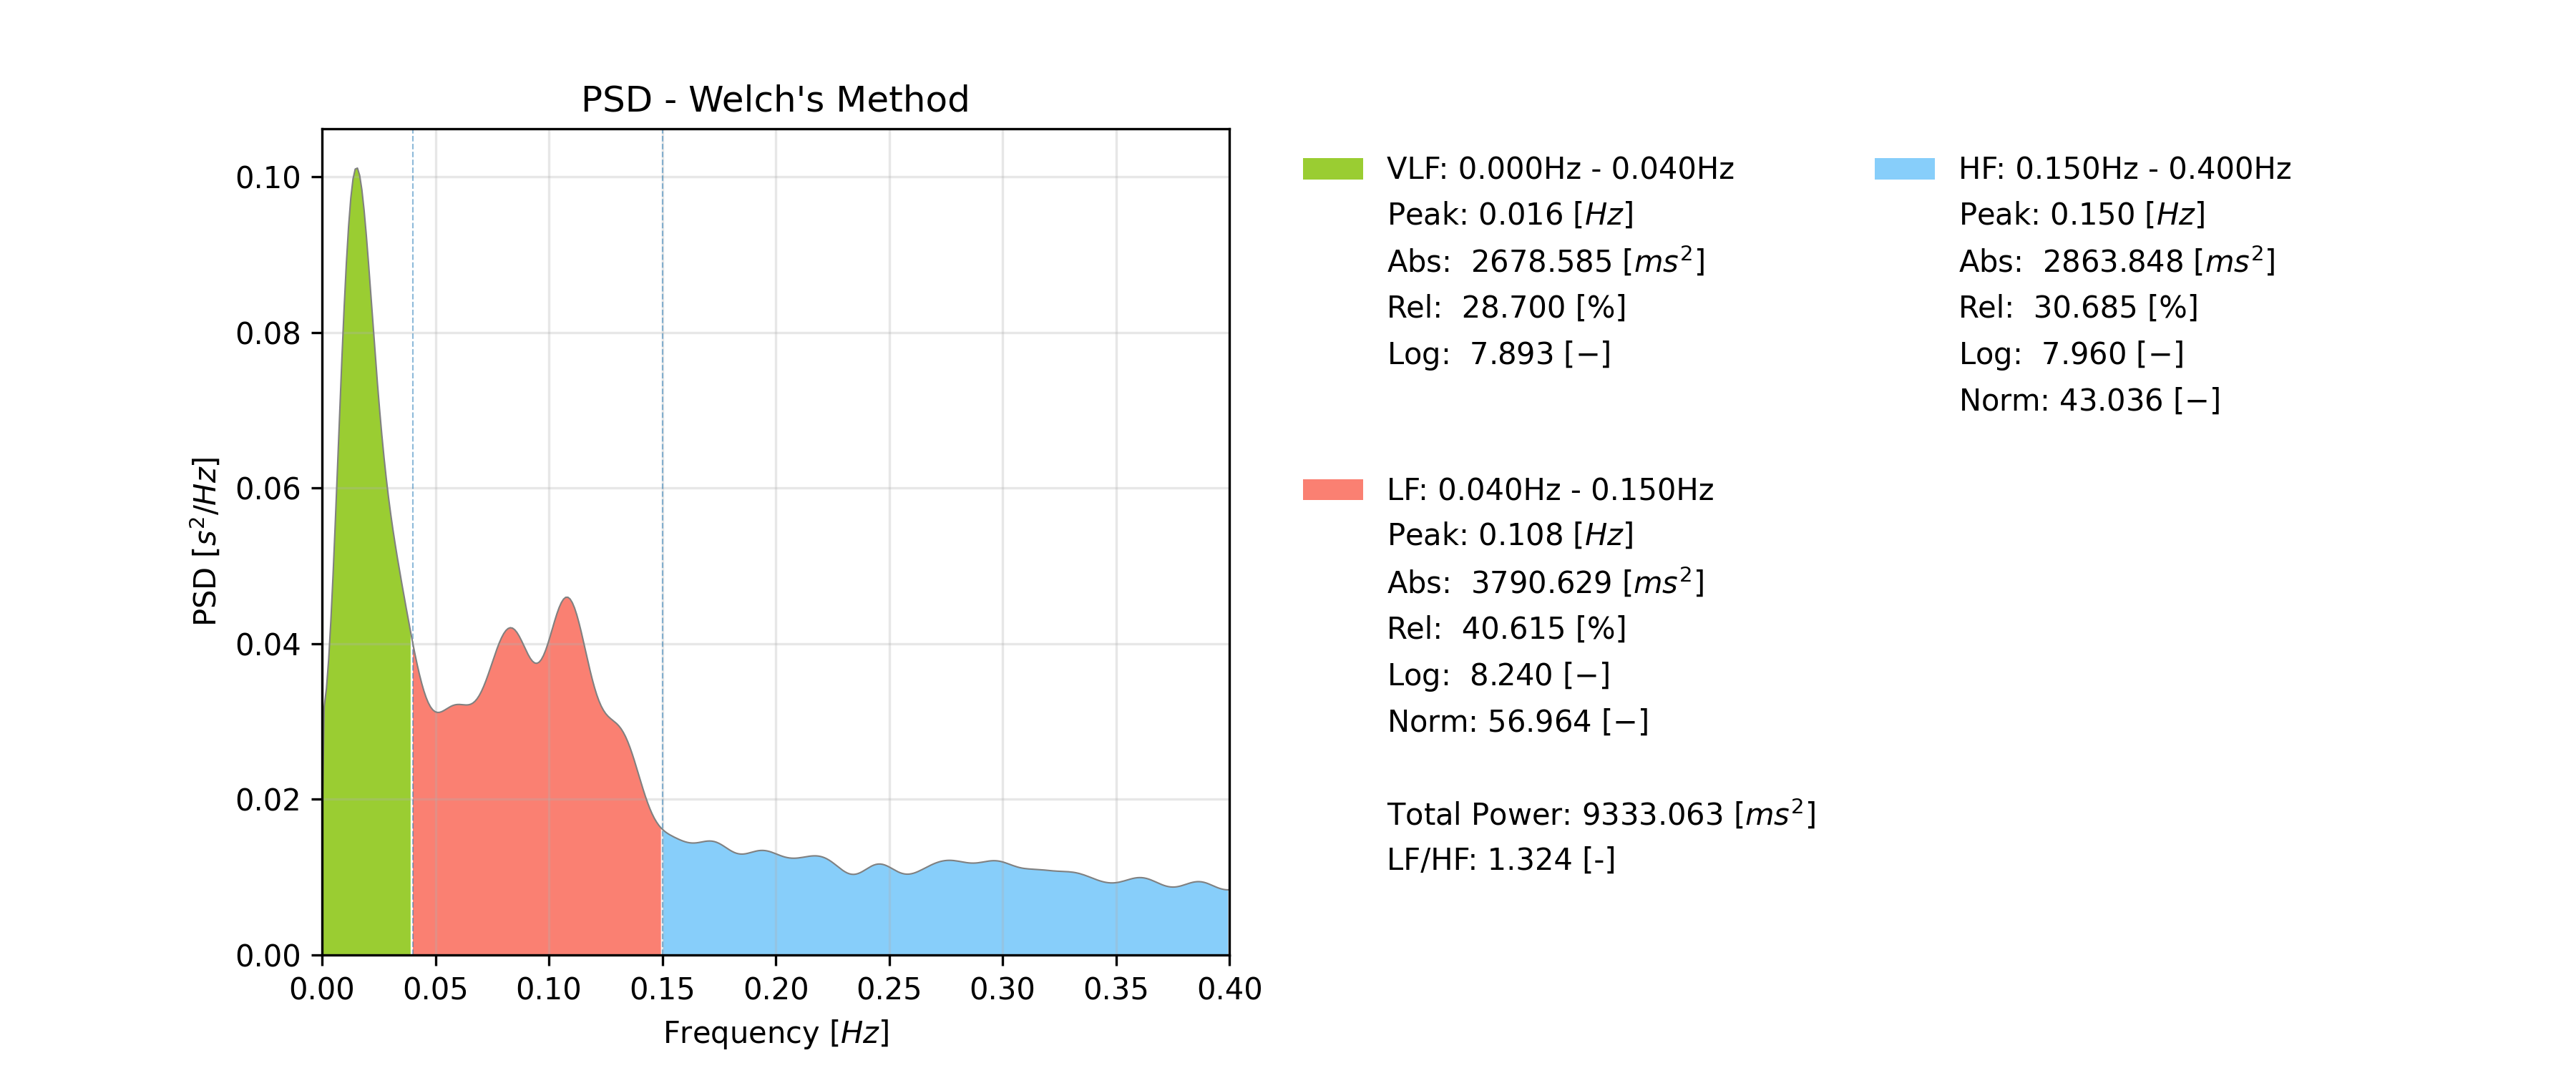 PSD - Welch's Method
PSD [s²/Hz]
0.10
0.08
0.06
0.04
0.02
0.00
0.00 0.05 0.10 0.15 0.20 0.25 0.30 0.35 0.40
Frequency [Hz]
VLF: 0.000Hz - 0.040Hz
Peak: 0.016 [Hz]
Abs: 2678.585 [ms²]
Rel: 28.700 [%]
Log: 7.893 [−]
LF: 0.040Hz - 0.150Hz
Peak: 0.108 [Hz]
Abs: 3790.629 [ms²]
Rel: 40.615 [%]
Log: 8.240 [−]
Norm: 56.964 [−]
Total Power: 9333.063 [ms²]
LF/HF: 1.324 [-]
HF: 0.150Hz - 0.400Hz
Peak: 0.150 [Hz]
Abs: 2863.848 [ms²]
Rel: 30.685 [%]
Log: 7.960 [−]
Norm: 43.036 [−]